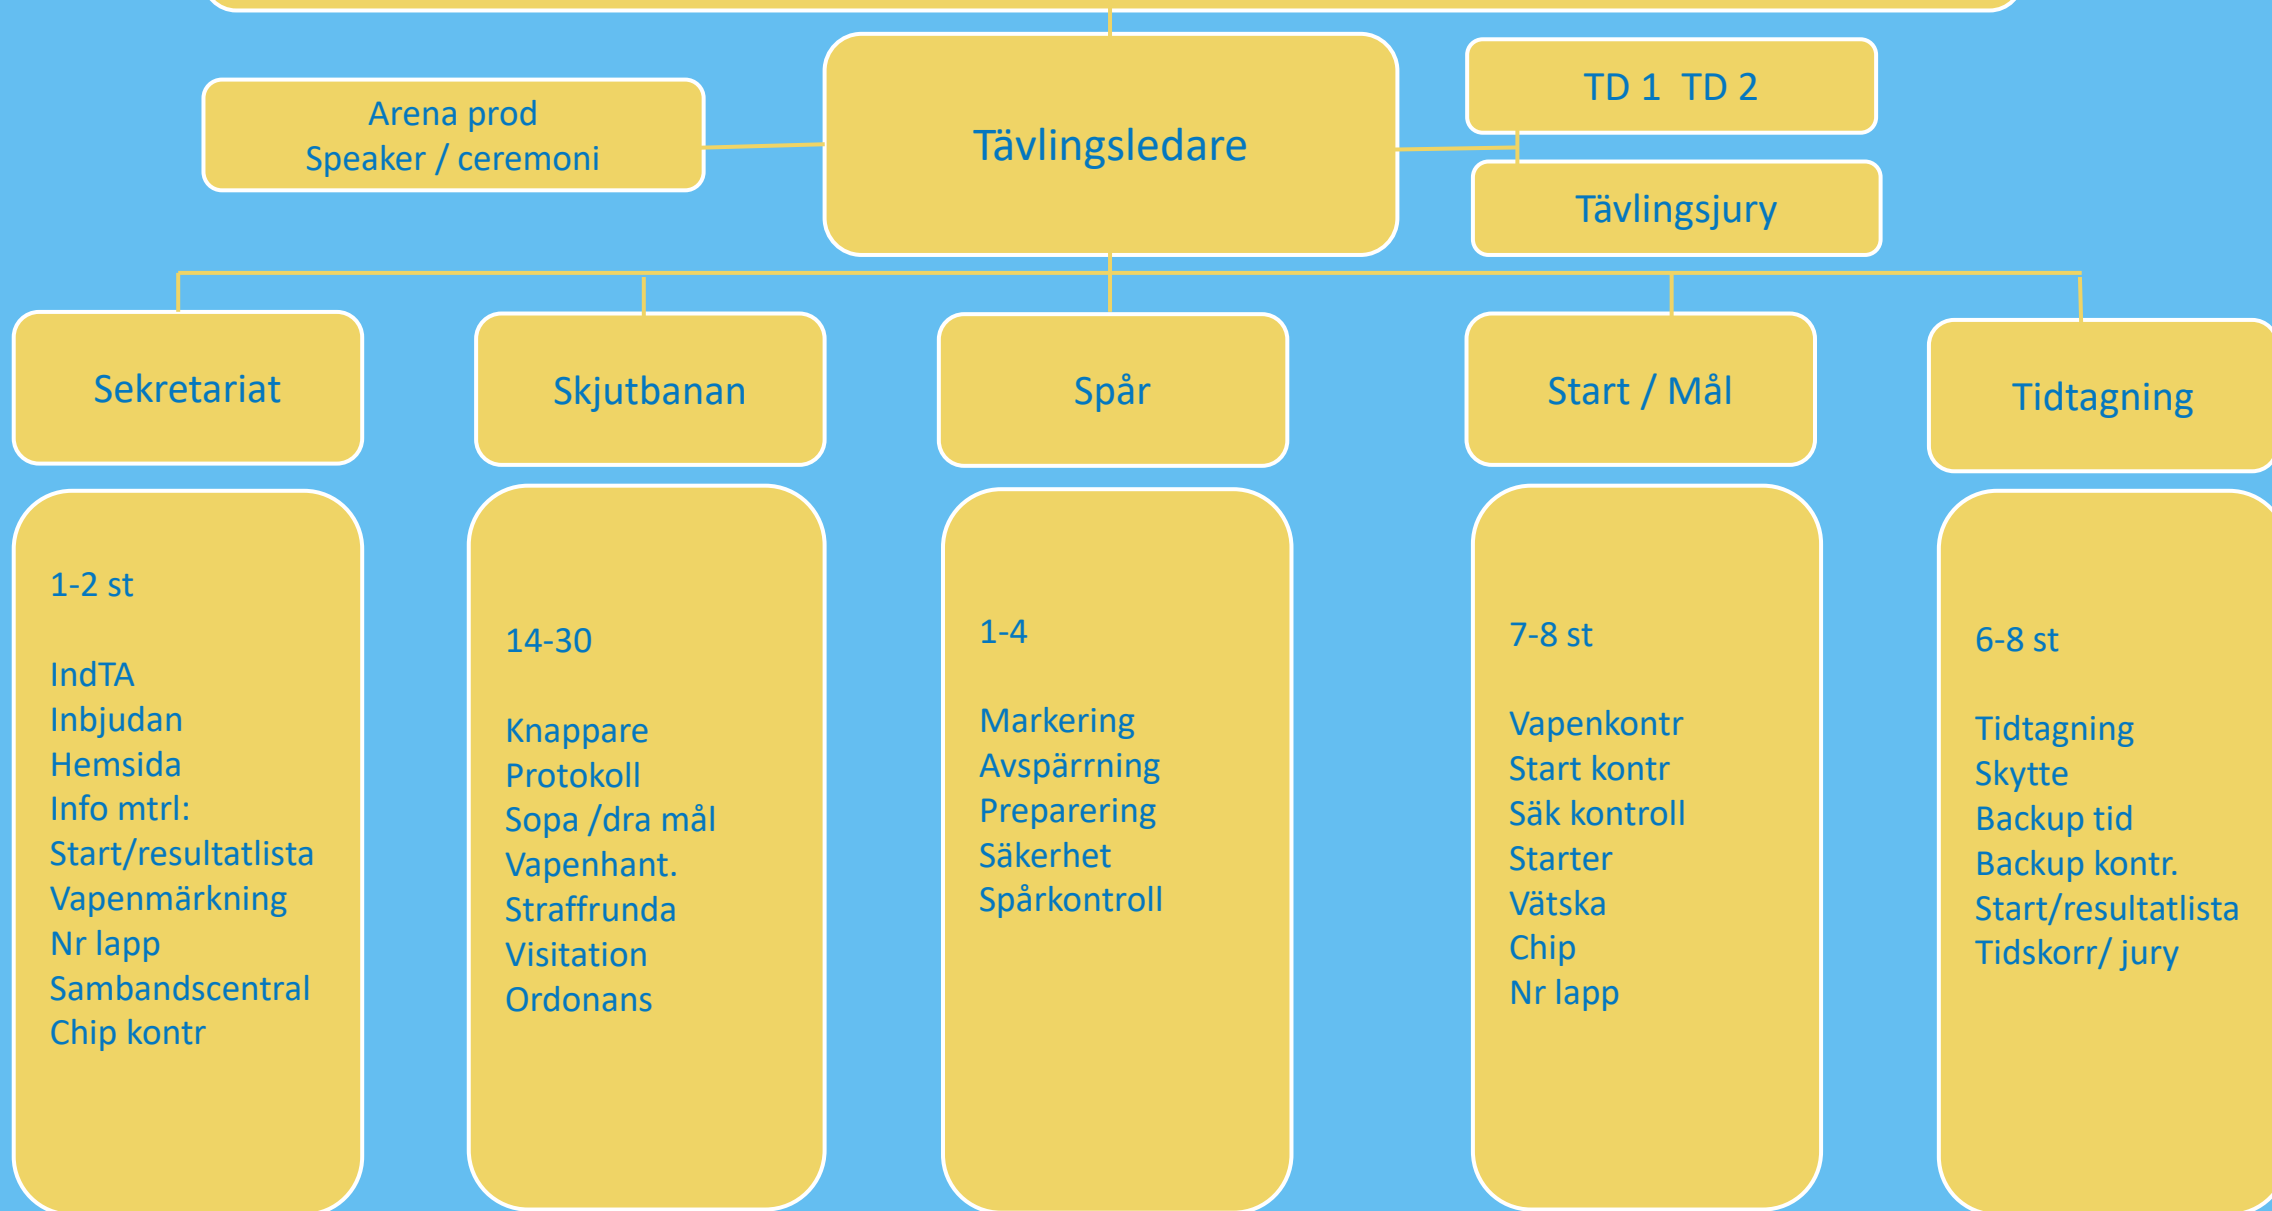 Arena prod
Speaker / ceremoni
Tävlingsledare
TD 1  TD 2
Tävlingsjury
Sekretariat
Skjutbanan
Spår
Start / Mål
Tidtagning
1-2 st
IndTA
Inbjudan
Hemsida
Info mtrl:
Start/resultatlista
Vapenmärkning
Nr lapp
Sambandscentral
Chip kontr
14-30
Knappare
Protokoll
Sopa /dra mål
Vapenhant.
Straffrunda
Visitation
Ordonans
1-4
Markering
Avspärrning
Preparering
Säkerhet
Spårkontroll
7-8 st
Vapenkontr
Start kontr
Säk kontroll
Starter
Vätska
Chip
Nr lapp
6-8 st
Tidtagning
Skytte
Backup tid
Backup kontr.
Start/resultatlista
Tidskorr/ jury